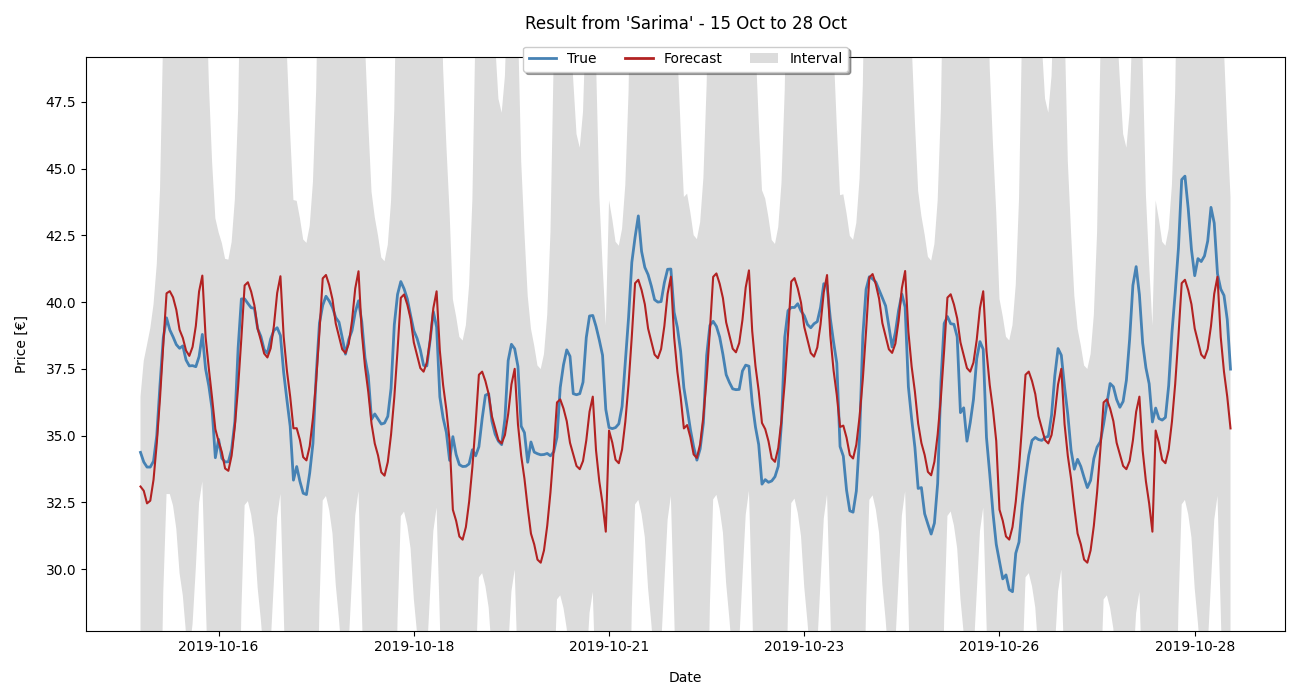 Result from 'Sarima' - 15 Oct to 28 Oct
True Forecast Interval
47.5
45.0
42.5
40.0
37.5
35.0
32.5
30.0
Price [€]
2019-10-16 2019-10-18 2019-10-21 2019-10-23 2019-10-26 2019-10-28
Date